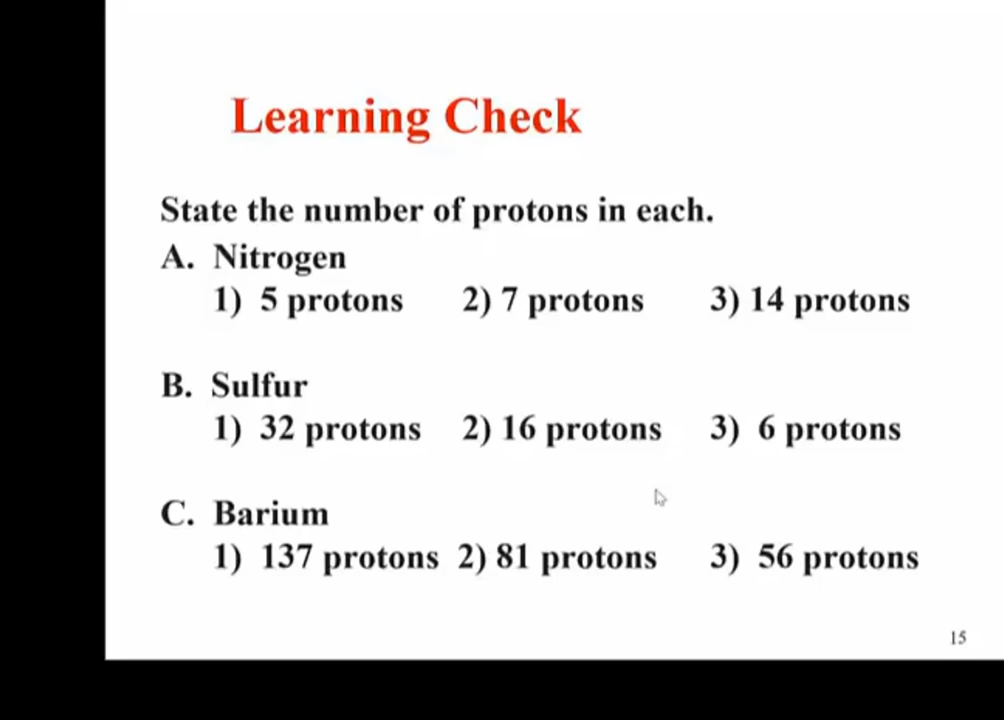 Learning Check
State the number of protons in each.
A. Nitrogen
1) 5 protons 2) 7 protons 3) 14 protons
B. Sulfur
1) 32 protons 2) 16 protons 3) 6 protons
C. Barium
1) 137 protons 2) 81 protons 3) 56 protons
15